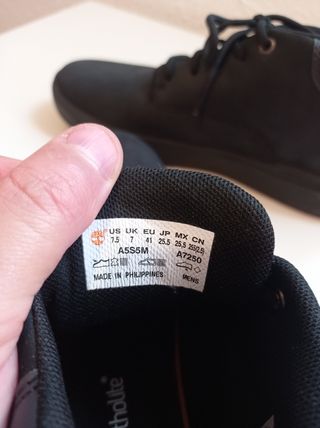 US UK EU JP MX CN
7.5 7 41 25.5 25.5 255(2.5)
A5S5M A7250
MADE IN PHILIPPINES MENS
tholite